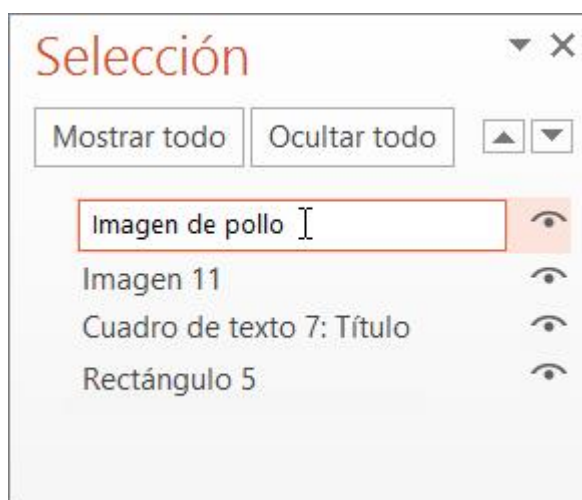 Selección
Mostrar todo Ocultar todo
Imagen de pollo
Imagen 11
Cuadro de texto 7: Título
Rectángulo 5